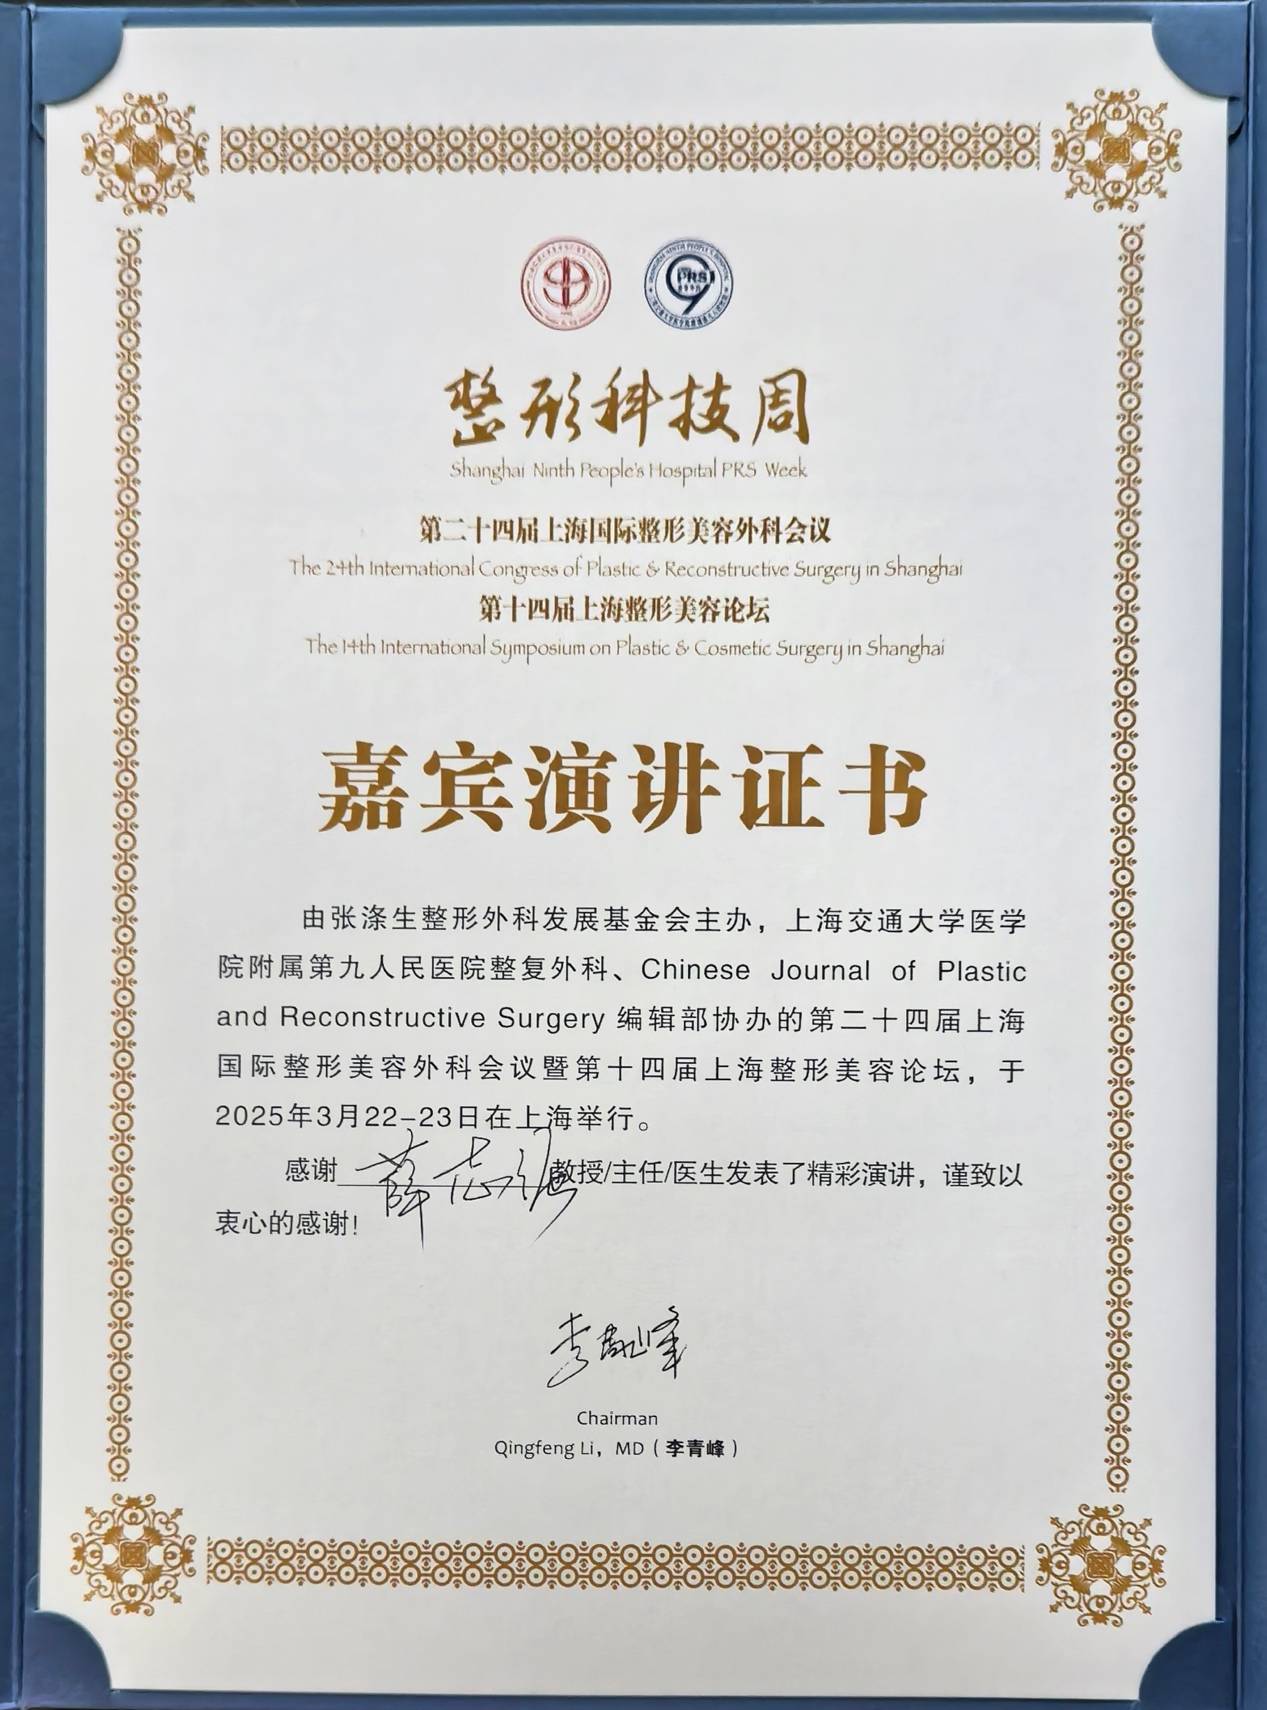 PRS
整形科技周
Shanghai Ninth People's Hospital PRS Week
第二十四届上海国际整形美容外科会议
The 24th International Congress of Plastic & Reconstructive Surgery in Shanghai
第十四届上海整形美容论坛
The 14th International Symposium on Plastic & Cosmetic Surgery in Shanghai
嘉宾演讲证书
由张涤生整形外科发展基金会主办，上海交通大学医学
院附属第九人民医院整复外科、Chinese Journal of Plastic
and Reconstructive Surgery 编辑部协办的第二十四届上海
国际整形美容外科会议暨第十四届上海整形美容论坛，于
2025年3月22-23日在上海举行。
感谢 薛志 教授/主任/医生发表了精彩演讲，谨致以
衷心的感谢!
李青峰
Chairman
Qingfeng Li，MD（李青峰）